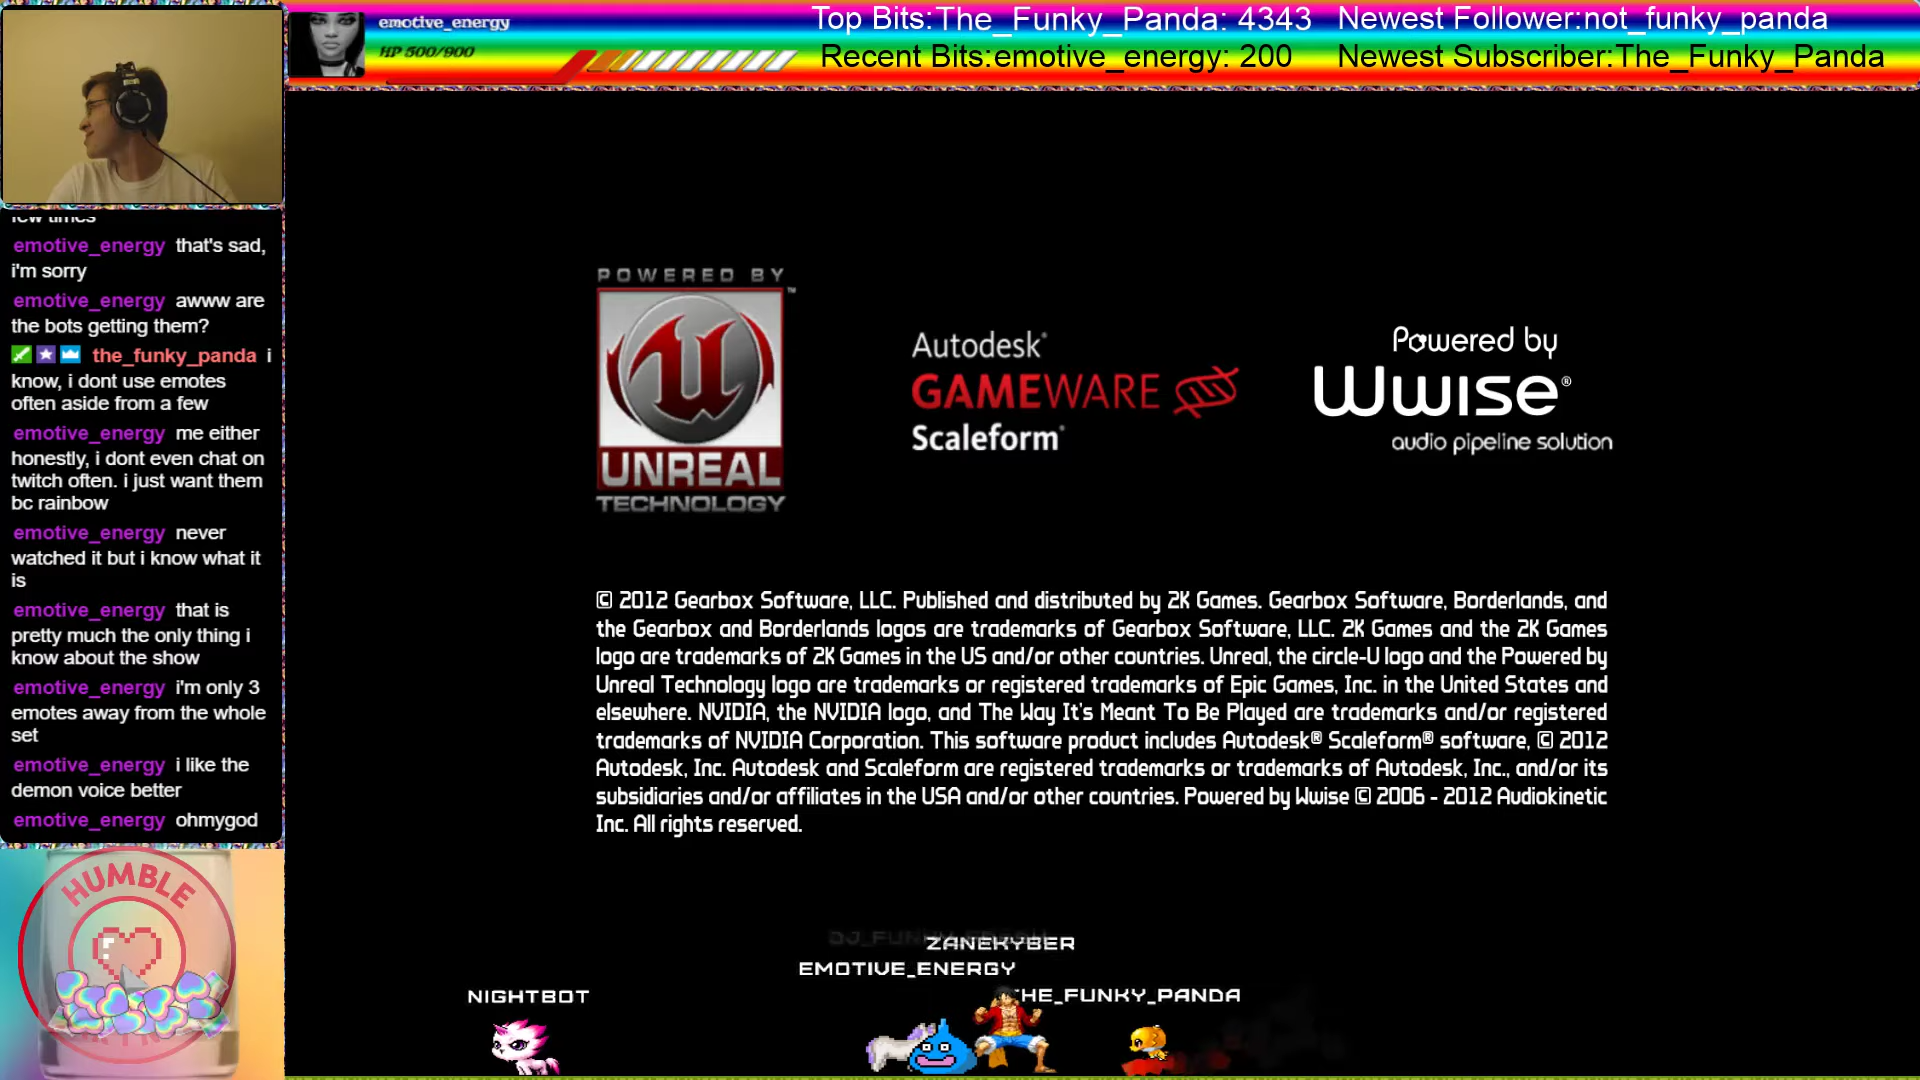 emotive_energy
HP 500/900
Top Bits:The_Funky_Panda: 4343 Newest Follower:not_funky_panda
Recent Bits:emotive_energy: 200 Newest Subscriber:The_Funky_Panda
few times
emotive_energy that's sad,
i'm sorry
emotive_energy awww are
the bots getting them?
the_funky_panda i
know, i dont use emotes
often aside from a few
emotive_energy me either
honestly, i dont even chat on
twitch often. i just want them
bc rainbow
emotive_energy never
watched it but i know what it
is
emotive_energy that is
pretty much the only thing i
know about the show
emotive_energy i'm only 3
emotes away from the whole
set
emotive_energy i like the
demon voice better
emotive_energy ohmygod
HUMBLE
POWERED BY
UNREAL
TECHNOLOGY
™
Autodesk®
GAMEWARE
Scaleform®
Powered by
Wwise®
audio pipeline solution
© 2012 Gearbox Software, LLC. Published and distributed by 2K Games. Gearbox Software, Borderlands, and
the Gearbox and Borderlands logos are trademarks of Gearbox Software, LLC. 2K Games and the 2K Games
logo are trademarks of 2K Games in the US and/or other countries. Unreal, the circle-U logo and the Powered by
Unreal Technology logo are trademarks or registered trademarks of Epic Games, Inc. in the United States and
elsewhere. NVIDIA, the NVIDIA logo, and The Way It's Meant To Be Played are trademarks and/or registered
trademarks of NVIDIA Corporation. This software product includes Autodesk® Scaleform® software, © 2012
Autodesk, Inc. Autodesk and Scaleform are registered trademarks or trademarks of Autodesk, Inc., and/or its
subsidiaries and/or affiliates in the USA and/or other countries. Powered by Wwise © 2006 - 2012 Audiokinetic
Inc. All rights reserved.
ZANEKYBER
EMOTIVE_ENERGY
NIGHTBOT
THE_FUNKY_PANDA